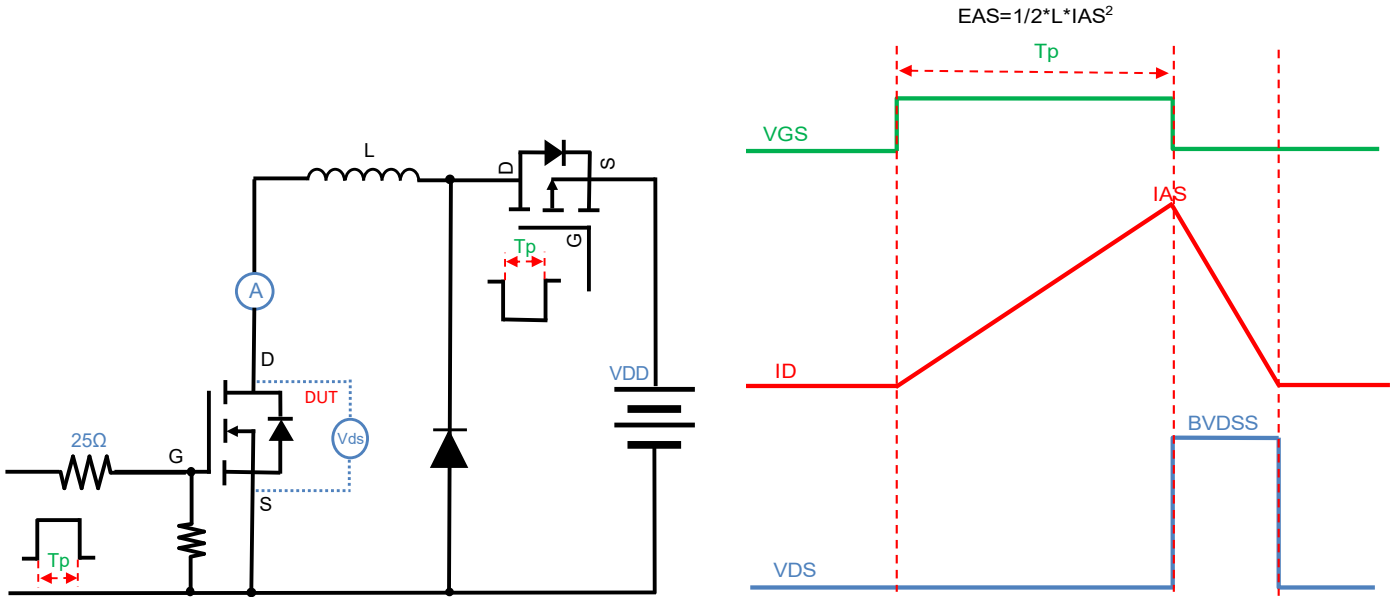 EAS=1/2*L*IAS²
Tp
VGS
L
D
S
G
Tp
IAS
A
D
DUT
VDD
ID
25Ω
G
Vds
BVDSS
S
Tp
VDS